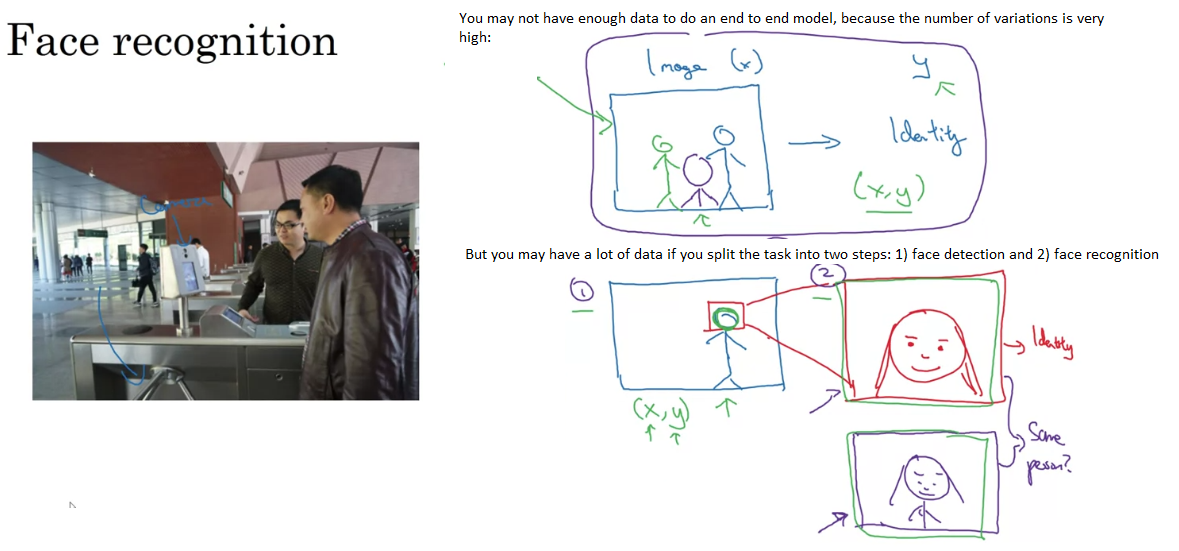 Face recognition
You may not have enough data to do an end to end model, because the number of variations is very
high:
Image (x)
y
Identity
(x,y)
Camera
But you may have a lot of data if you split the task into two steps: 1) face detection and 2) face recognition
1
2
Identity
(x,y)
Same
person?